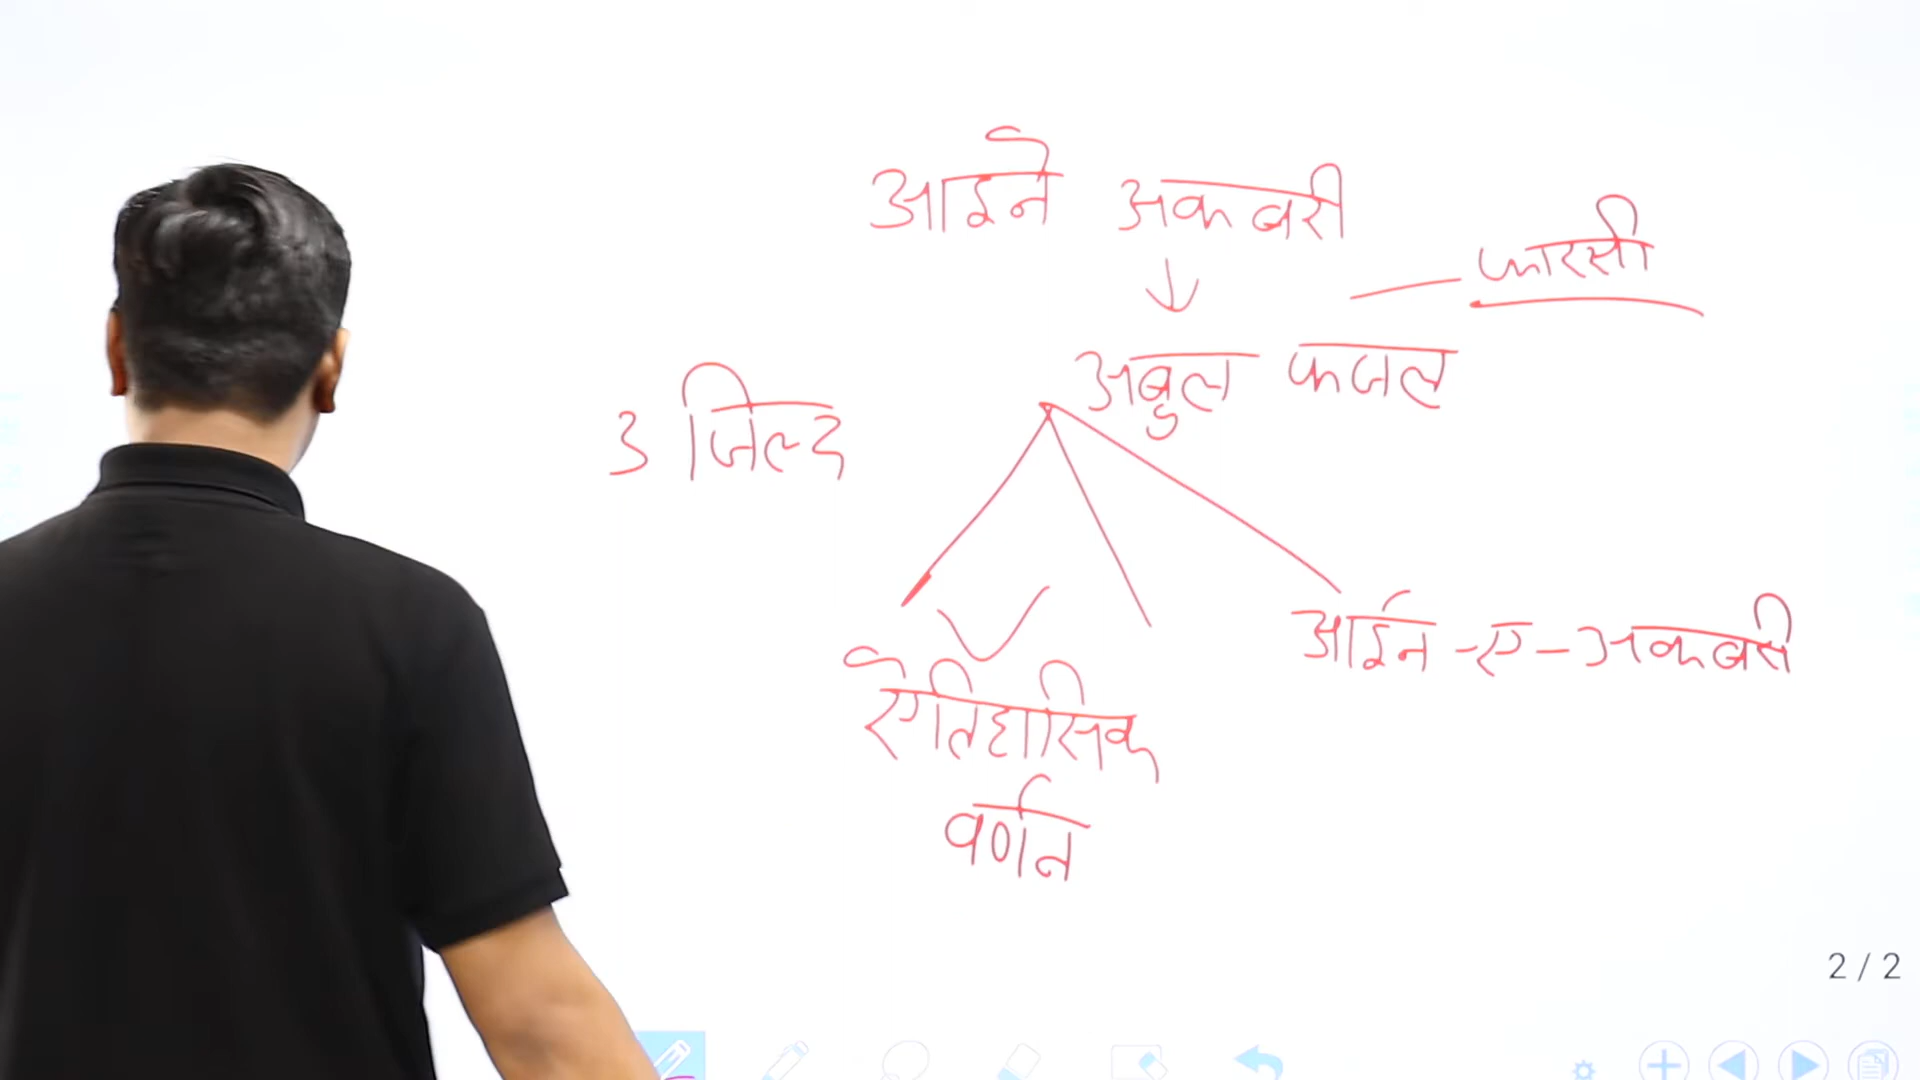 आइने अकबरी
फारसी
अबुल फजल
3 जिल्द
आईन-ए-अकबरी
ऐतिहासिक
वर्णन
2/2